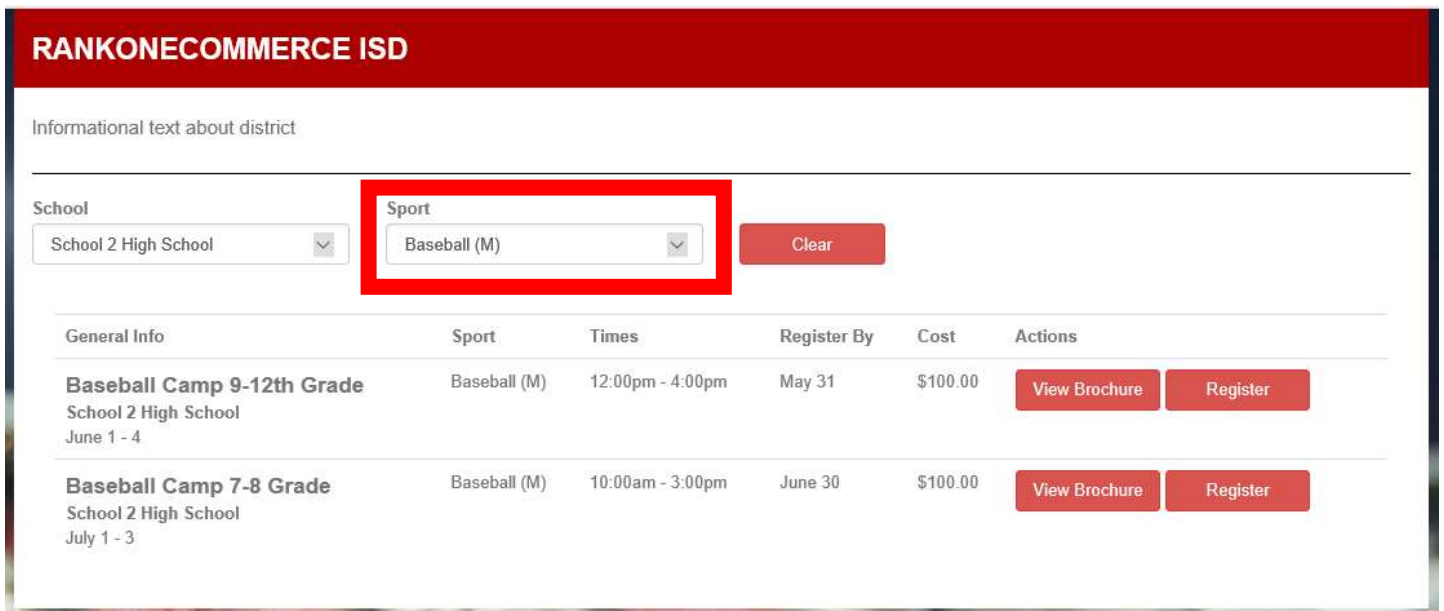 RANKONECOMMERCE ISD
Informational text about district
School Sport
School 2 High School Baseball (M) Clear
General Info Sport Times Register By Cost Actions
Baseball Camp 9-12th Grade Baseball (M) 12:00pm - 4:00pm May 31 $100.00 View Brochure Register
School 2 High School
June 1 - 4
Baseball Camp 7-8 Grade Baseball (M) 10:00am - 3:00pm June 30 $100.00 View Brochure Register
School 2 High School
July 1 - 3